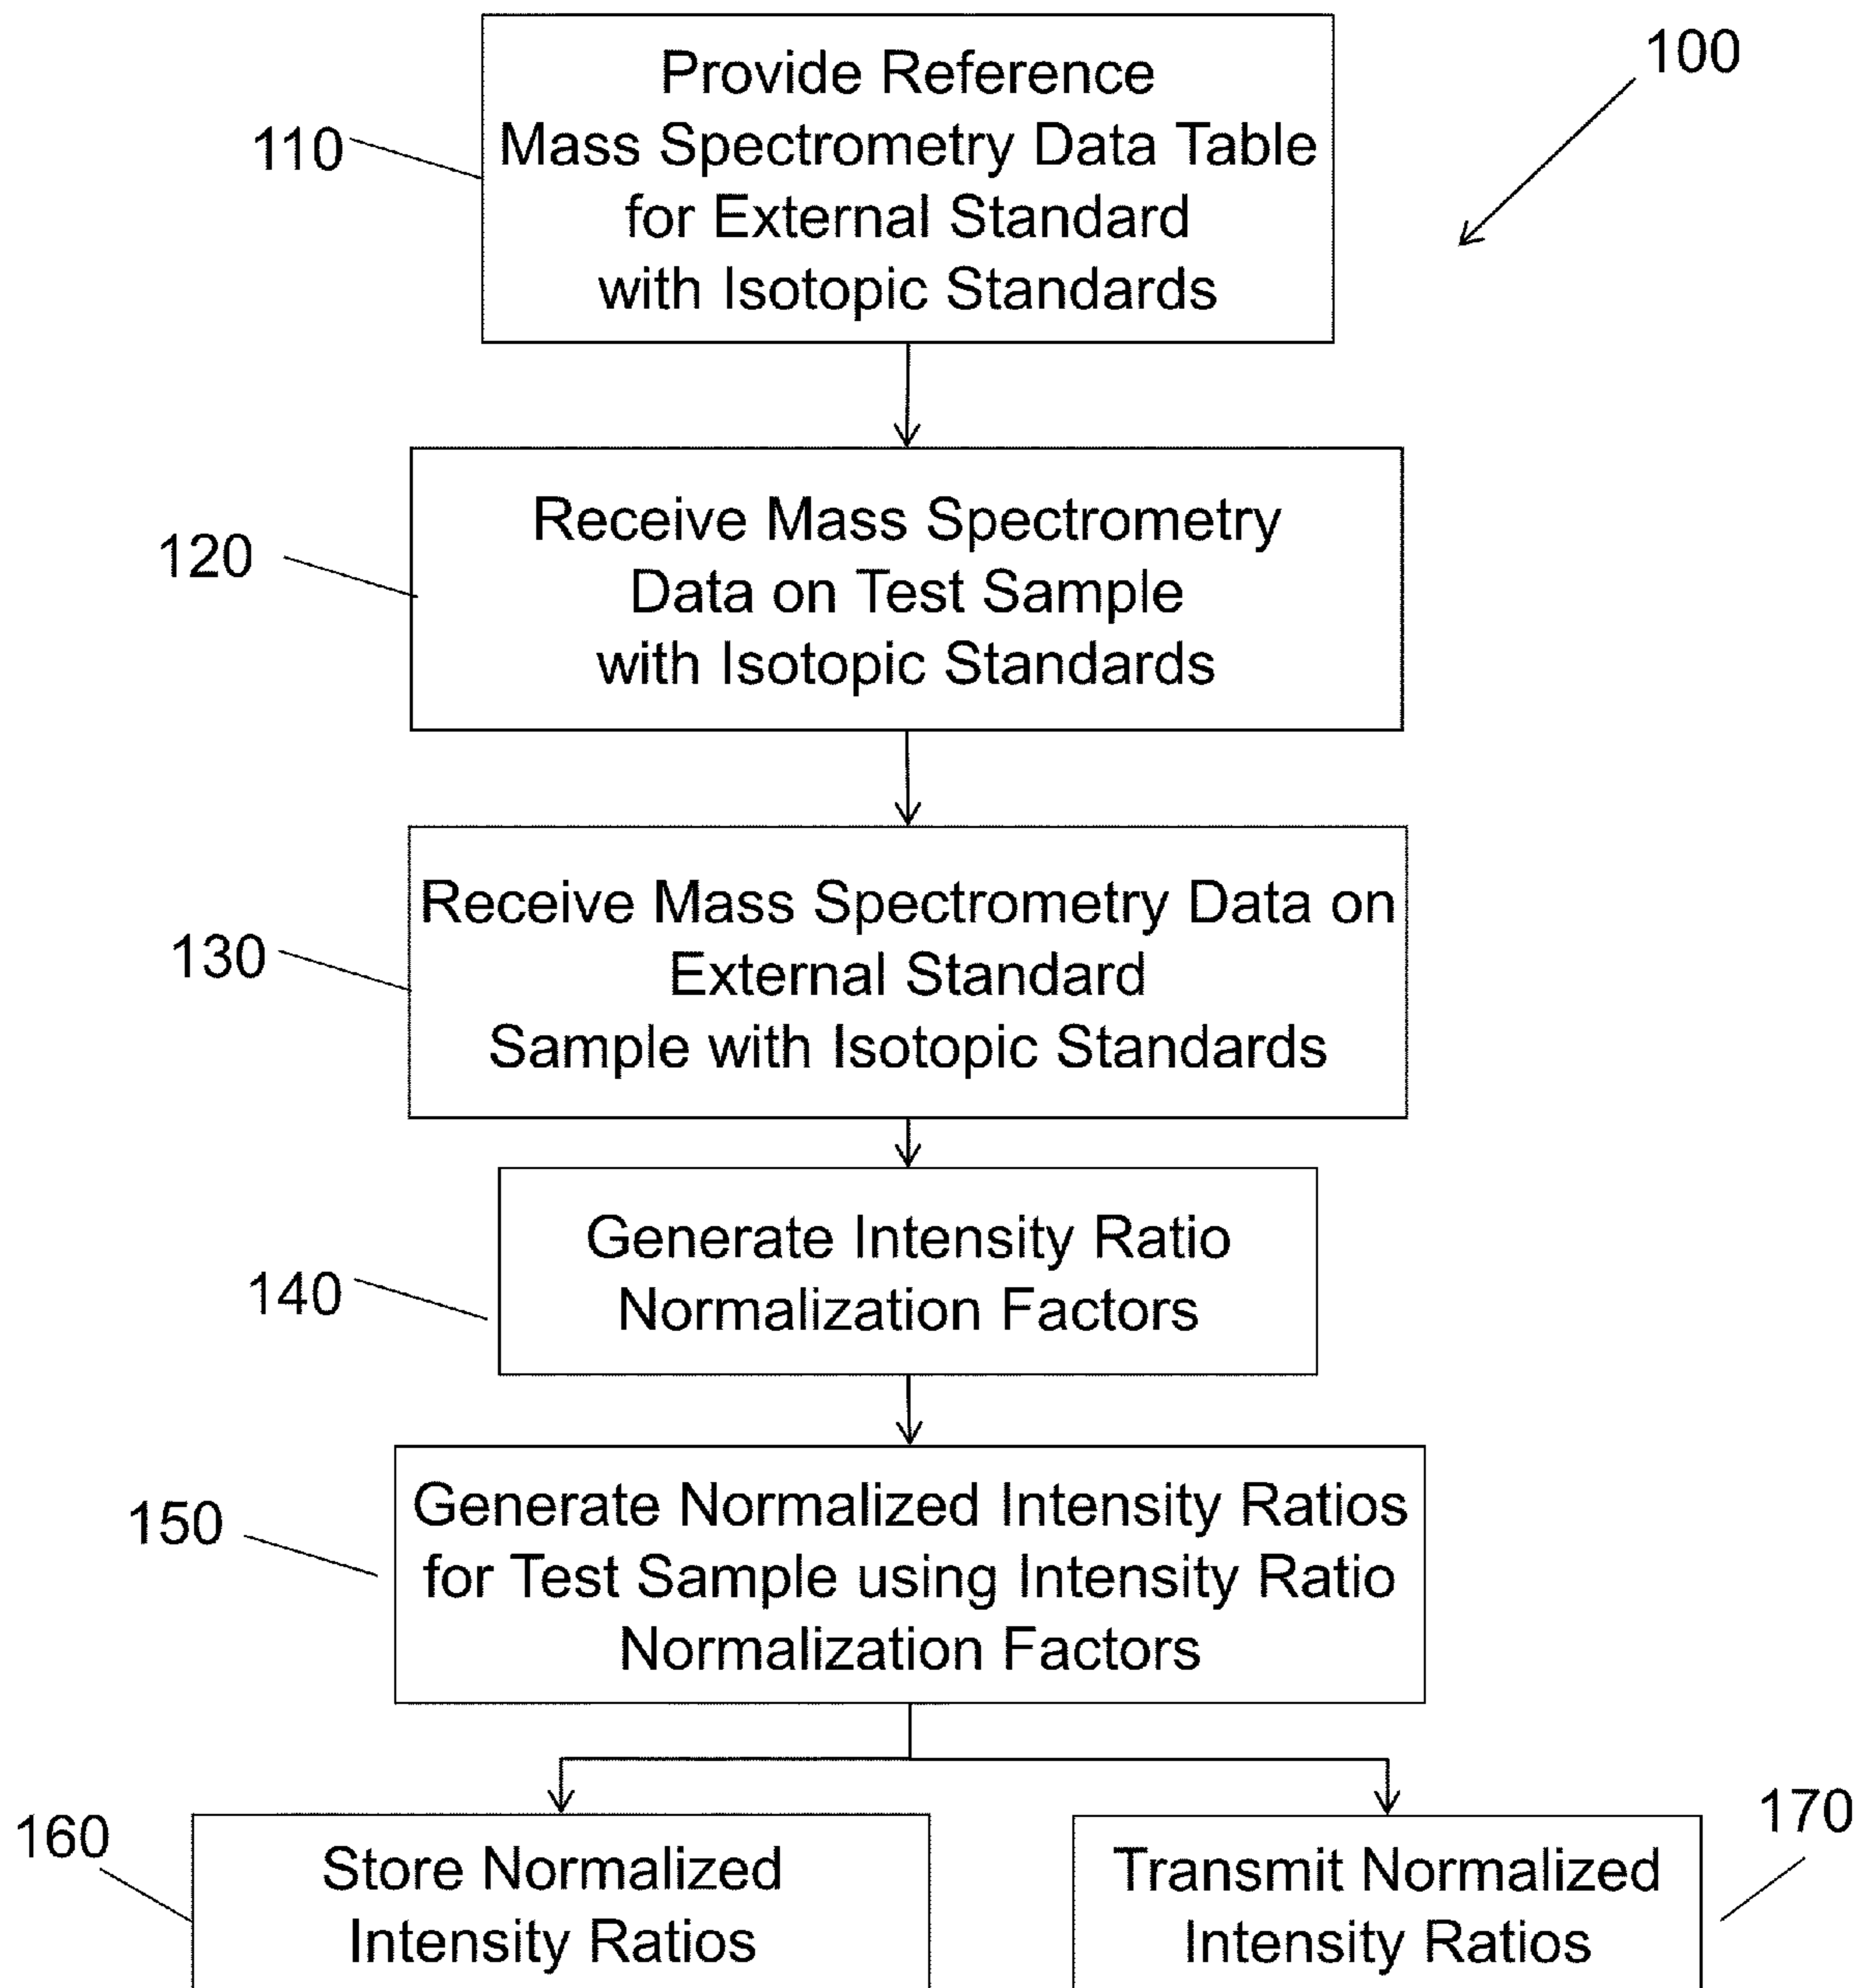 100
110
Provide Reference
Mass Spectrometry Data Table
for External Standard
with Isotopic Standards
120
Receive Mass Spectrometry
Data on Test Sample
with Isotopic Standards
130
Receive Mass Spectrometry Data on
External Standard
Sample with Isotopic Standards
140
Generate Intensity Ratio
Normalization Factors
150
Generate Normalized Intensity Ratios
for Test Sample using Intensity Ratio
Normalization Factors
160
Store Normalized
Intensity Ratios
170
Transmit Normalized
Intensity Ratios